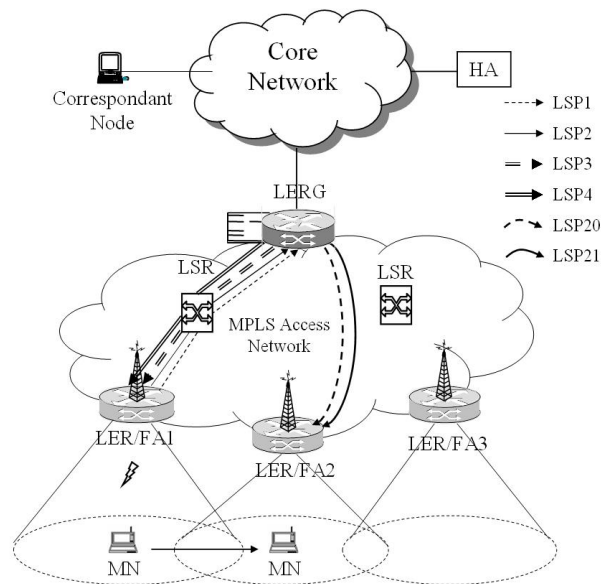 Core
Network
HA
Correspondant
Node
LSP1
LSP2
LSP3
LSP4
LSP20
LSP21
LERG
LSR
LSR
MPLS Access
Network
LER/FA1
LER/FA2
LER/FA3
MN
MN